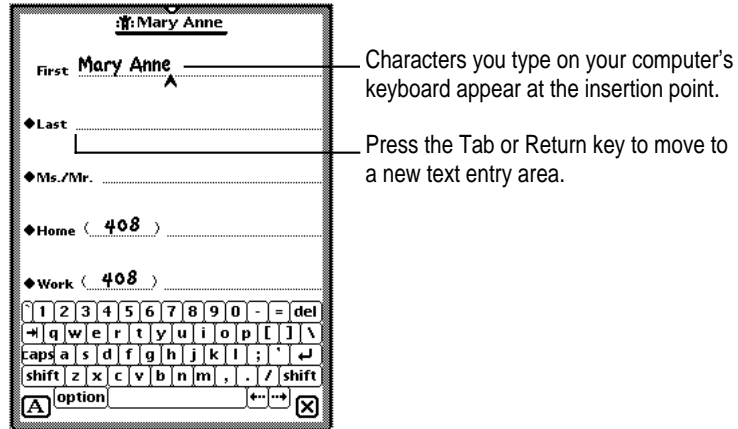 Mary Anne
First Mary Anne
Characters you type on your computer's
keyboard appear at the insertion point.
◆Last
Press the Tab or Return key to move to
a new text entry area.
◆Ms./Mr.
◆Home ( 408 )
◆Work ( 408 )
` 1 2 3 4 5 6 7 8 9 0 - = del
q w e r t y u i o p [ ] \
caps a s d f g h j k l ; '
shift z x c v b n m , . / shift
A option